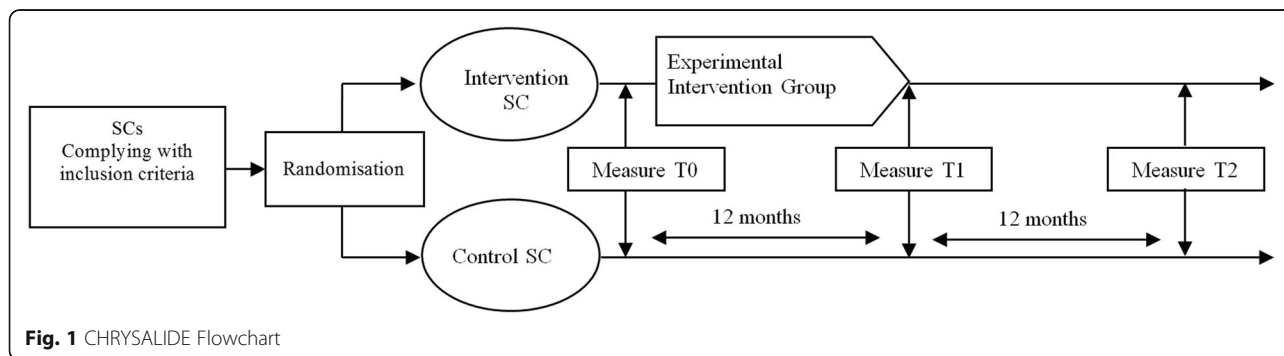 SCs
Complying with
inclusion criteria
Randomisation
Intervention
SC
Control SC
Experimental
Intervention Group
Measure T0
Measure T1
Measure T2
12 months
12 months
Fig. 1 CHRYSALIDE Flowchart